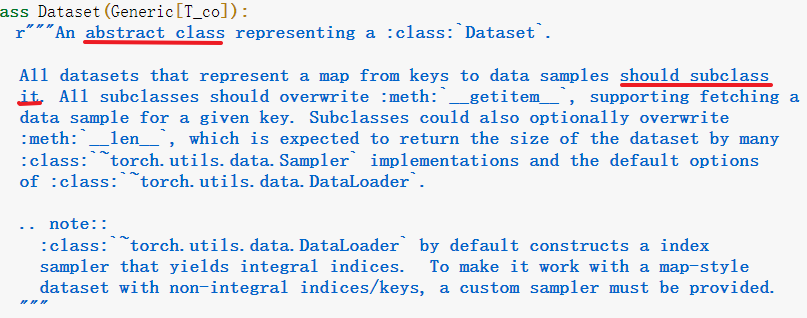 ass Dataset(Generic[T_co]):
r"""An abstract class representing a :class:`Dataset`.
All datasets that represent a map from keys to data samples should subclass
it. All subclasses should overwrite :meth:`__getitem__`, supporting fetching a
data sample for a given key. Subclasses could also optionally overwrite
:meth:`__len__`, which is expected to return the size of the dataset by many
:class:`~torch.utils.data.Sampler` implementations and the default options
of :class:`~torch.utils.data.DataLoader`.
.. note::
:class:`~torch.utils.data.DataLoader` by default constructs a index
sampler that yields integral indices.  To make it work with a map-style
dataset with non-integral indices/keys, a custom sampler must be provided.
"""